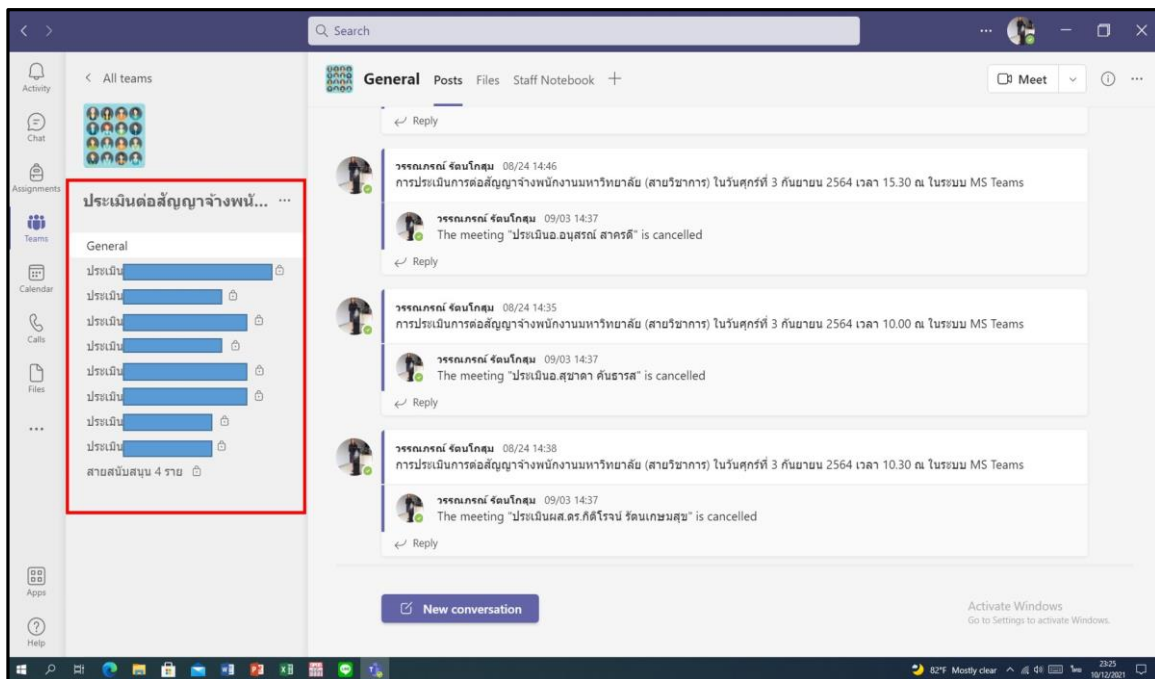 Search
Activity
Chat
Assignments
Teams
Calendar
Calls
Files
Apps
Help
All teams
ประเมินต่อสัญญาจ้างพนั... ...
General
ประเมิน
ประเมิน
ประเมิน
ประเมิน
ประเมิน
ประเมิน
ประเมิน
ประเมิน
สายสนับสนุน 4 ราย
General Posts Files Staff Notebook
Meet
Reply
วรรณภรณ์ รัตนโกสุม 08/24 14:46
การประเมินการต่อสัญญาจ้างพนักงานมหาวิทยาลัย (สายวิชาการ) ในวันศุกร์ที่ 3 กันยายน 2564 เวลา 15.30 ณ ในระบบ MS Teams
วรรณภรณ์ รัตนโกสุม 09/03 14:37
The meeting "ประเมินอ.อนุสรณ์ สาครดี" is cancelled
Reply
วรรณภรณ์ รัตนโกสุม 08/24 14:35
การประเมินการต่อสัญญาจ้างพนักงานมหาวิทยาลัย (สายวิชาการ) ในวันศุกร์ที่ 3 กันยายน 2564 เวลา 10.00 ณ ในระบบ MS Teams
วรรณภรณ์ รัตนโกสุม 09/03 14:37
The meeting "ประเมินอ.สุชาดา คันธารส" is cancelled
Reply
วรรณภรณ์ รัตนโกสุม 08/24 14:38
การประเมินการต่อสัญญาจ้างพนักงานมหาวิทยาลัย (สายวิชาการ) ในวันศุกร์ที่ 3 กันยายน 2564 เวลา 10.30 ณ ในระบบ MS Teams
วรรณภรณ์ รัตนโกสุม 09/03 14:37
The meeting "ประเมินผศ.ดร.กิติโรจน์ รัตนเกษมสุข" is cancelled
Reply
New conversation
Activate Windows
Go to Settings to activate Windows.
82°F Mostly clear
23:25
10/12/2021